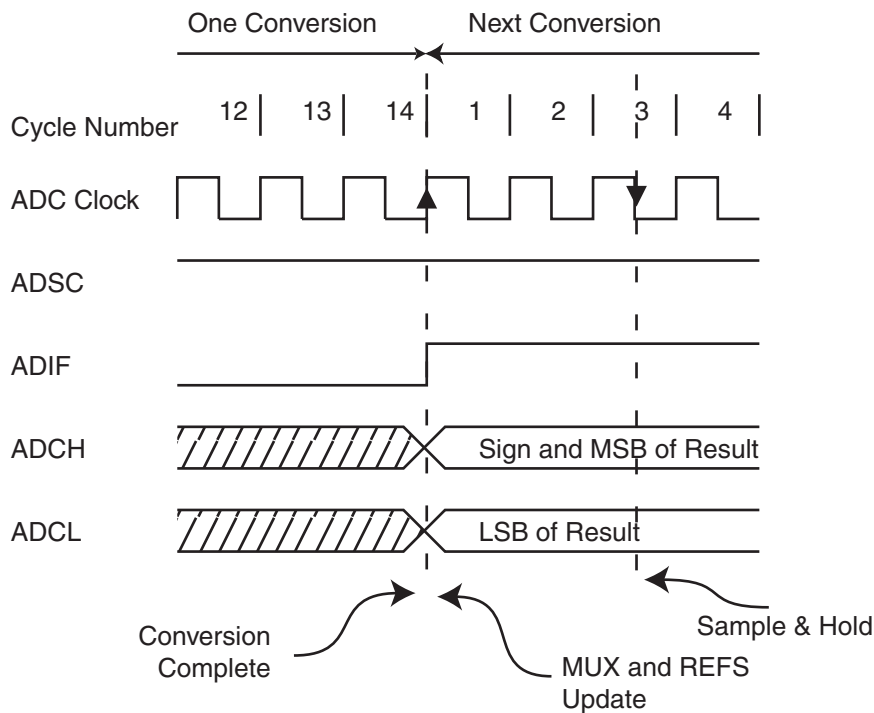 One Conversion Next Conversion
Cycle Number 12 13 14 1 2 3 4
ADC Clock
ADSC
ADIF
ADCH Sign and MSB of Result
ADCL LSB of Result
Conversion
Complete
MUX and REFS
Update
Sample & Hold